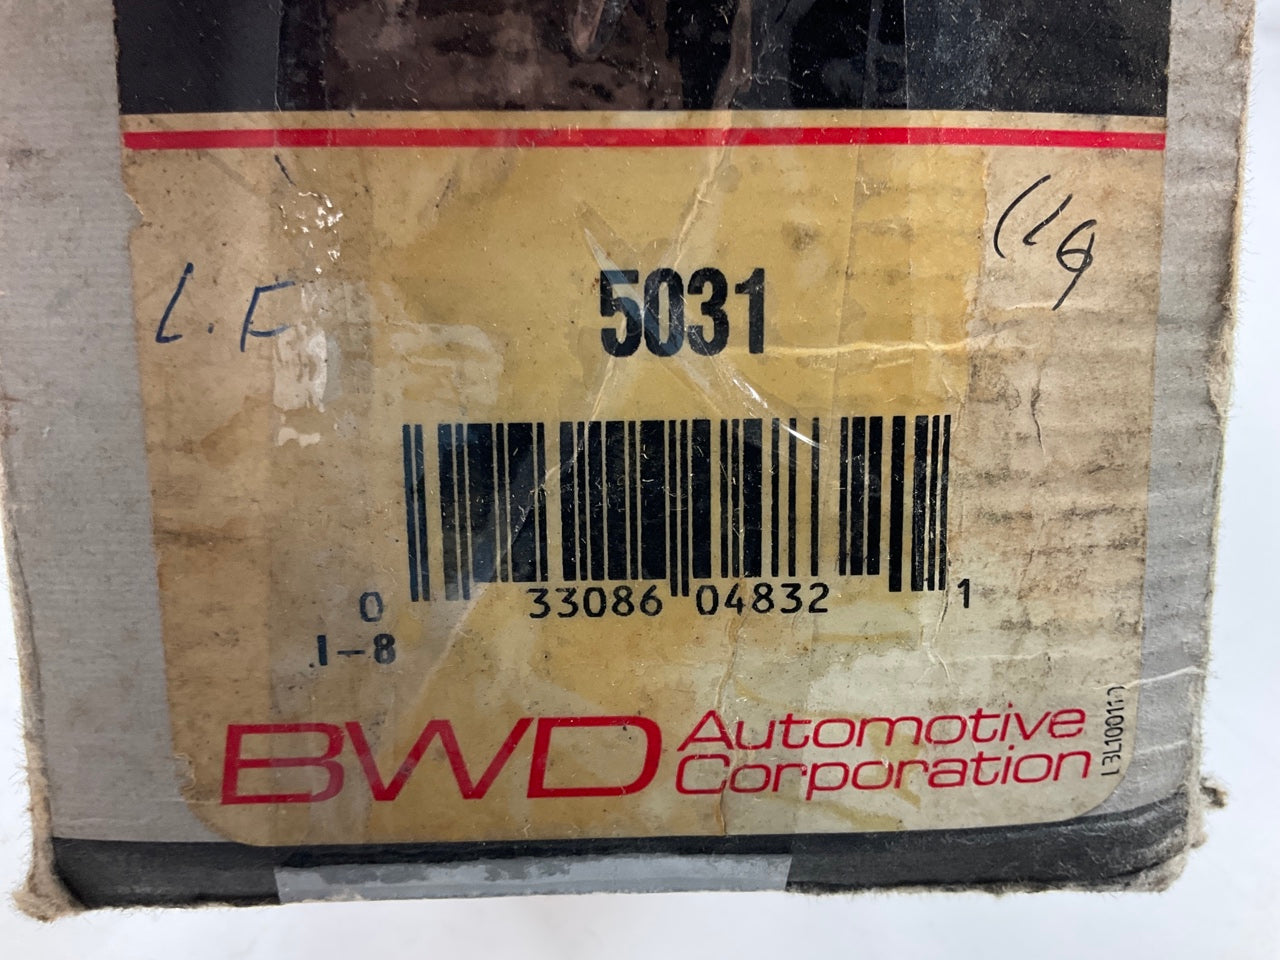 5031
L.F
0 33086 04832 1
1-8
BWD Automotive
Corporation